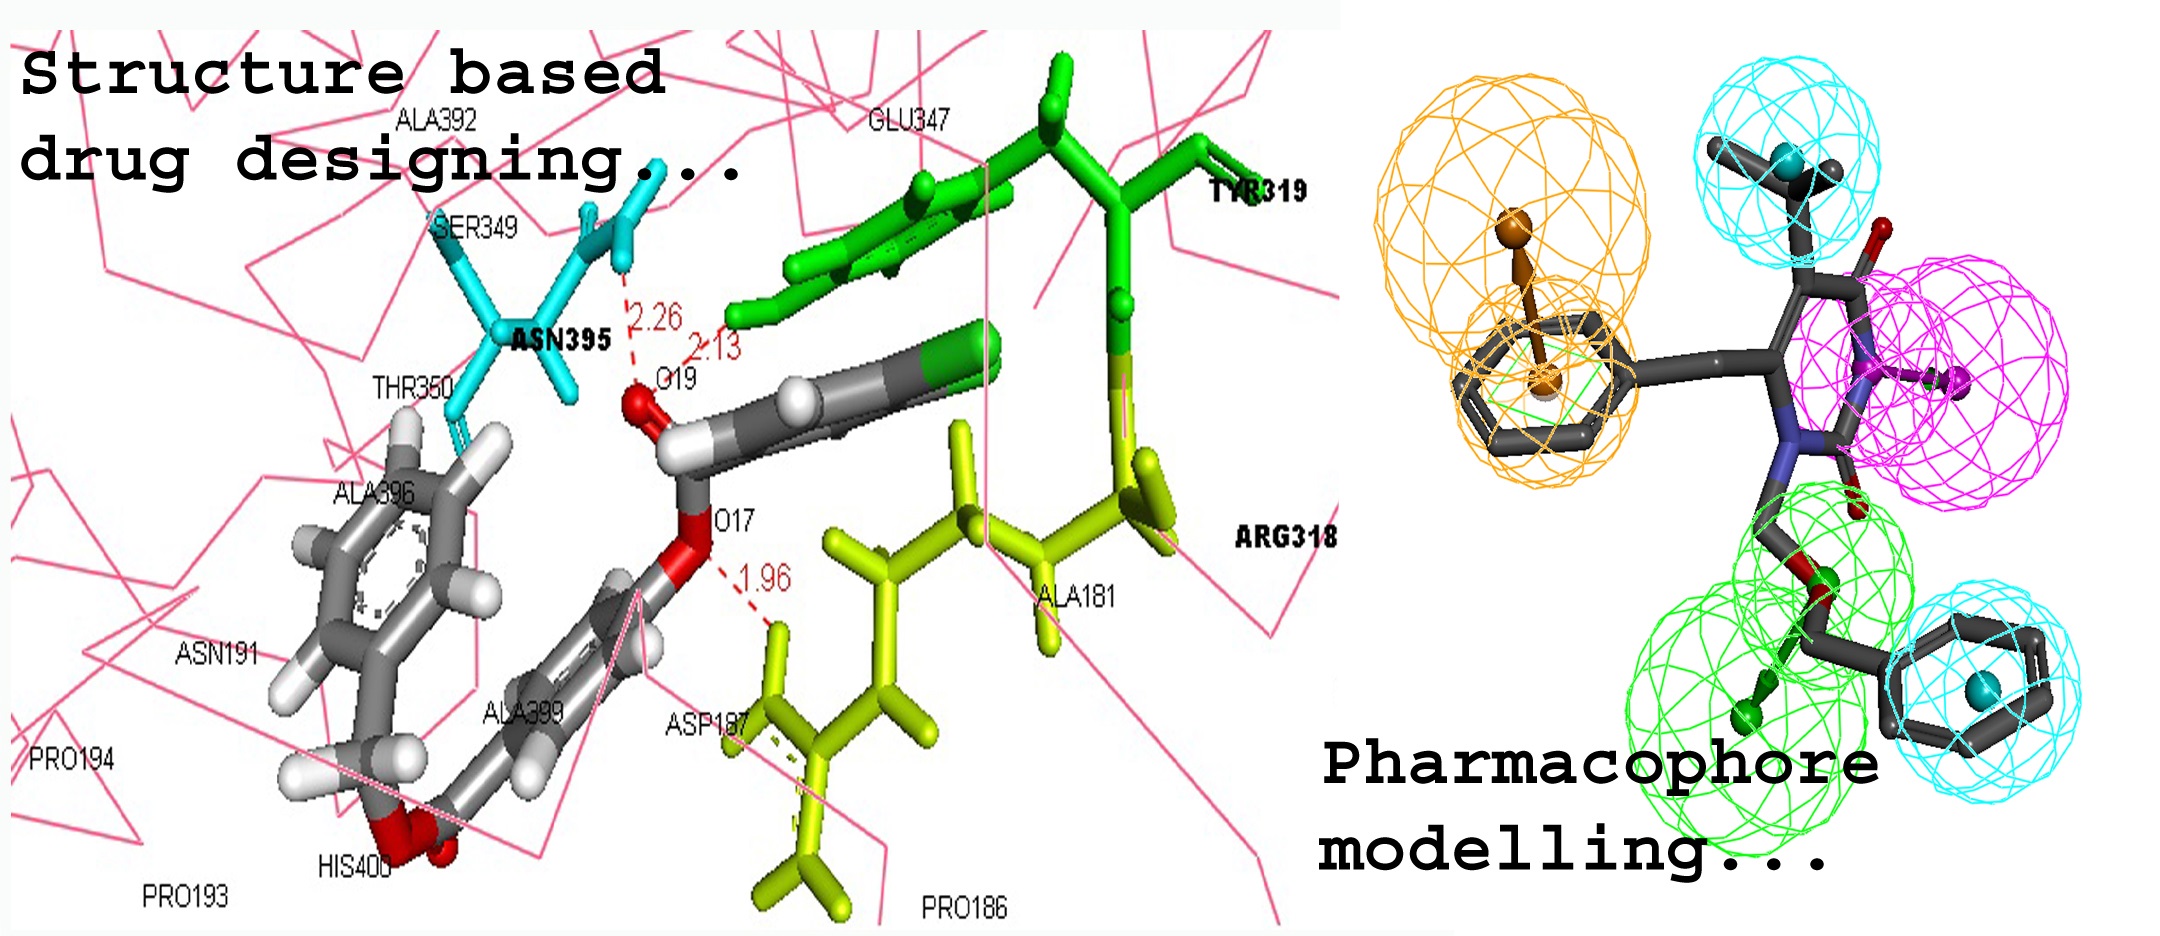 Structure based
drug designing...
ALA392
GLU347
TYR319
SER349
2.26
ASN395
2.13
O19
THR350
ALA396
O17
ARG318
1.96
ALA181
ASN191
ALA399
ASP187
PRO194
HIS400
PRO193
PRO186
Pharmacophore
modelling...